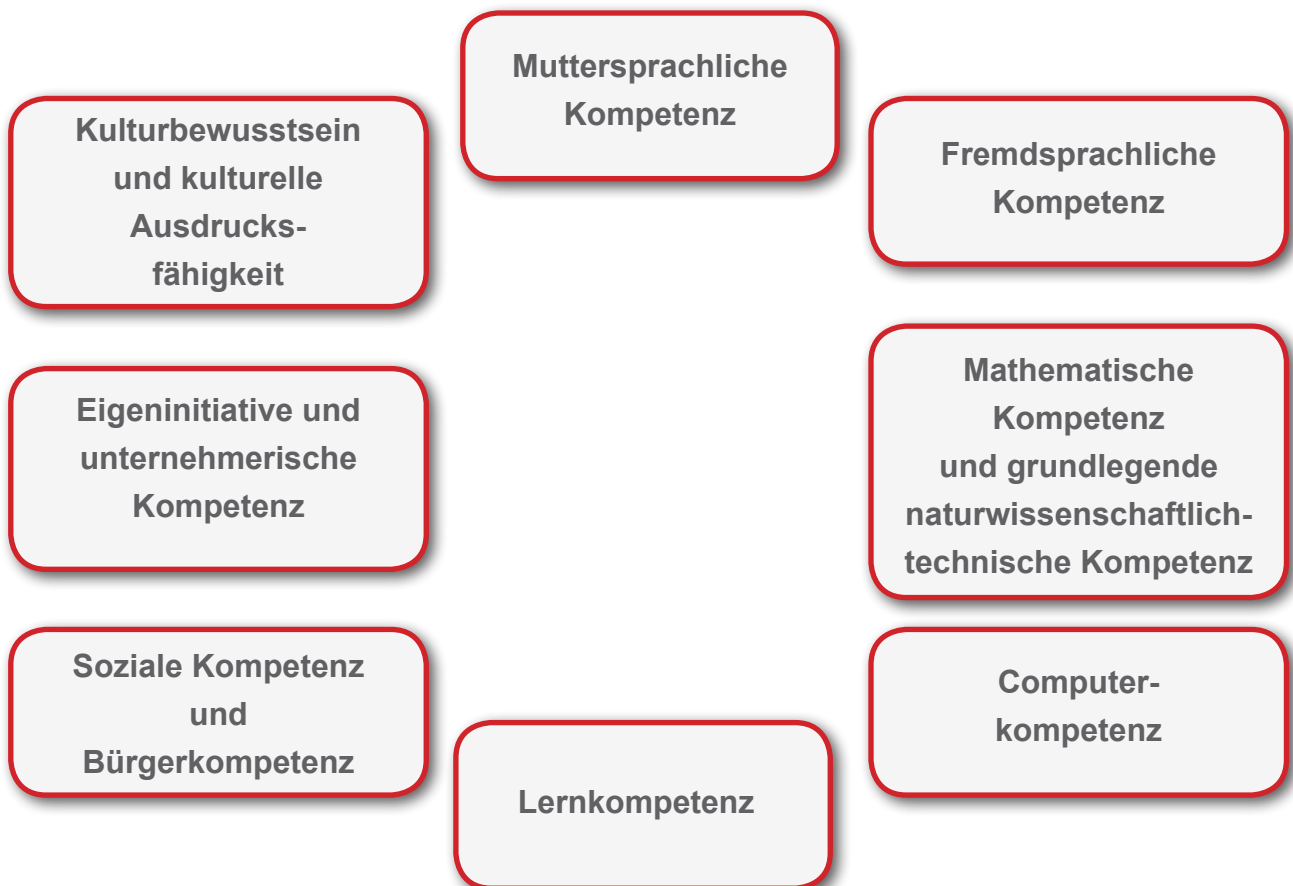 Muttersprachliche
Kompetenz
Fremdsprachliche
Kompetenz
Mathematische
Kompetenz
und grundlegende
naturwissenschaftlich-
technische Kompetenz
Computer-
kompetenz
Lernkompetenz
Soziale Kompetenz
und
Bürgerkompetenz
Eigeninitiative und
unternehmerische
Kompetenz
Kulturbewusstsein
und kulturelle
Ausdrucks-
fähigkeit